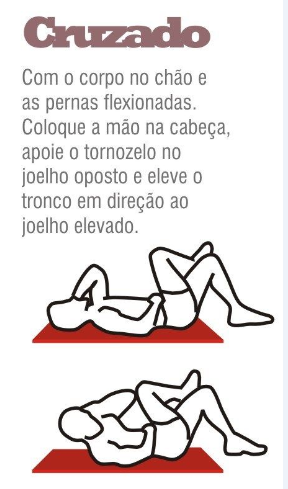 Cruzado
Com o corpo no chão e
as pernas flexionadas.
Coloque a mão na cabeça,
apoie o tornozelo no
joelho oposto e eleve o
tronco em direção ao
joelho elevado.